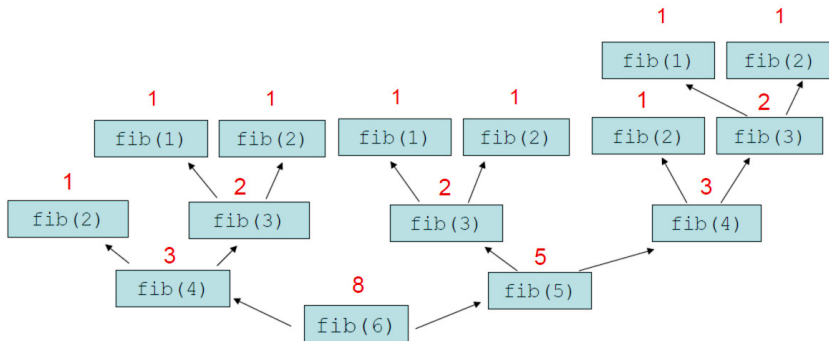 1 1
fib(1) fib(2)
1 1 1 1 1 2
fib(1) fib(2) fib(1) fib(2) fib(2) fib(3)
1 2 2 3
fib(2) fib(3) fib(3) fib(4)
3 5
fib(4) fib(5)
8
fib(6)